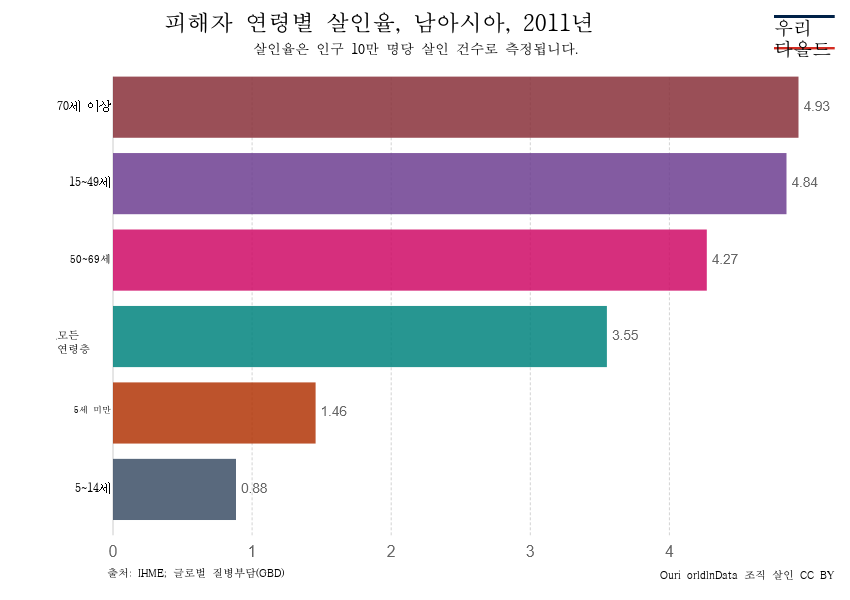 피해자 연령별 살인율, 남아시아, 2011년
살인율은 인구 10만 명당 살인 건수로 측정됩니다.
우리
다올드
70세 이상
4.93
15~49세
4.84
50~69세
4.27
모든
연령층
3.55
5세 미만
1.46
5~14세
0.88
0
1
2
3
4
출처: IHME; 글로벌 질병부담(GBD)
Ouri orldInData 조직 살인 CC BY